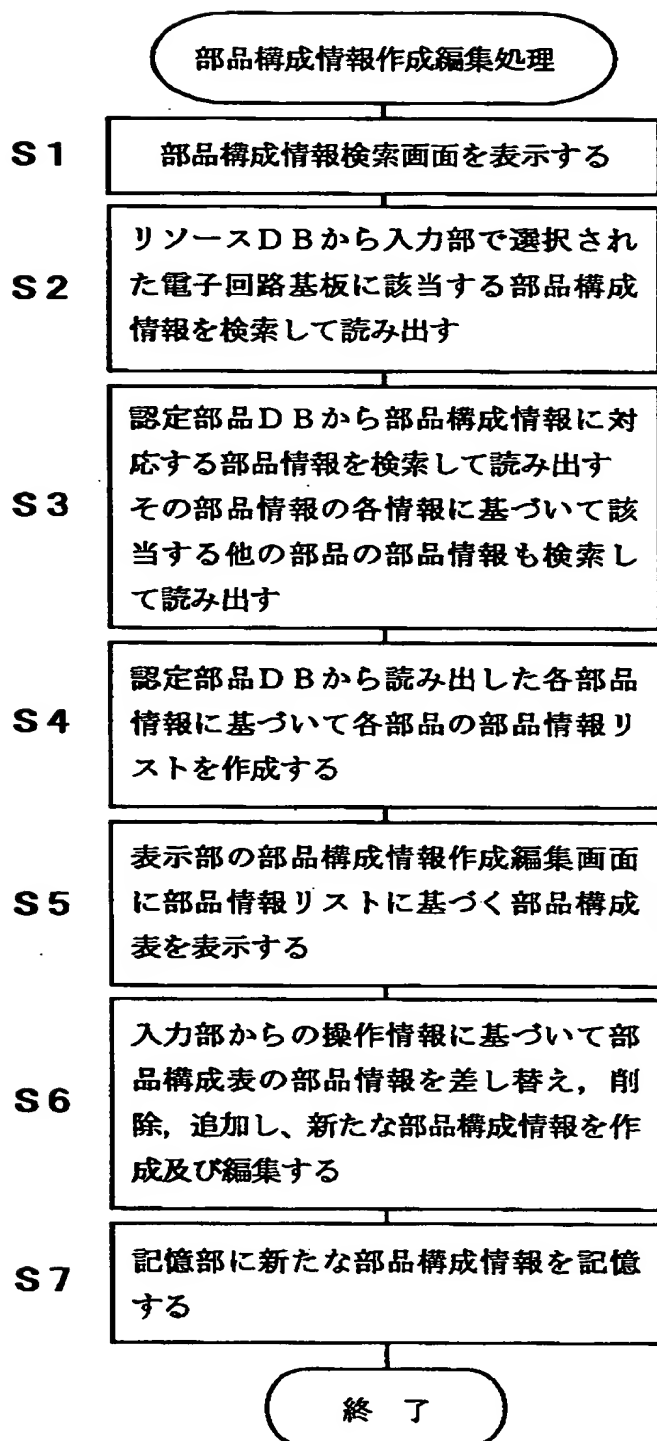 部品構成情報作成編集処理
S1
部品構成情報検索画面を表示する
S2
リソースDBから入力部で選択され
た電子回路基板に該当する部品構成
情報を検索して読み出す
S3
認定部品DBから部品構成情報に対
応する部品情報を検索して読み出す
その部品情報の各情報に基づいて該
当する他の部品の部品情報も検索し
て読み出す
S4
認定部品DBから読み出した各部品
情報に基づいて各部品の部品情報リ
ストを作成する
S5
表示部の部品構成情報作成編集画面
に部品情報リストに基づく部品構成
表を表示する
S6
入力部からの操作情報に基づいて部
品構成表の部品情報を差し替え，削
除，追加し、新たな部品構成情報を作
成及び編集する
S7
記憶部に新たな部品構成情報を記憶
する
終 了